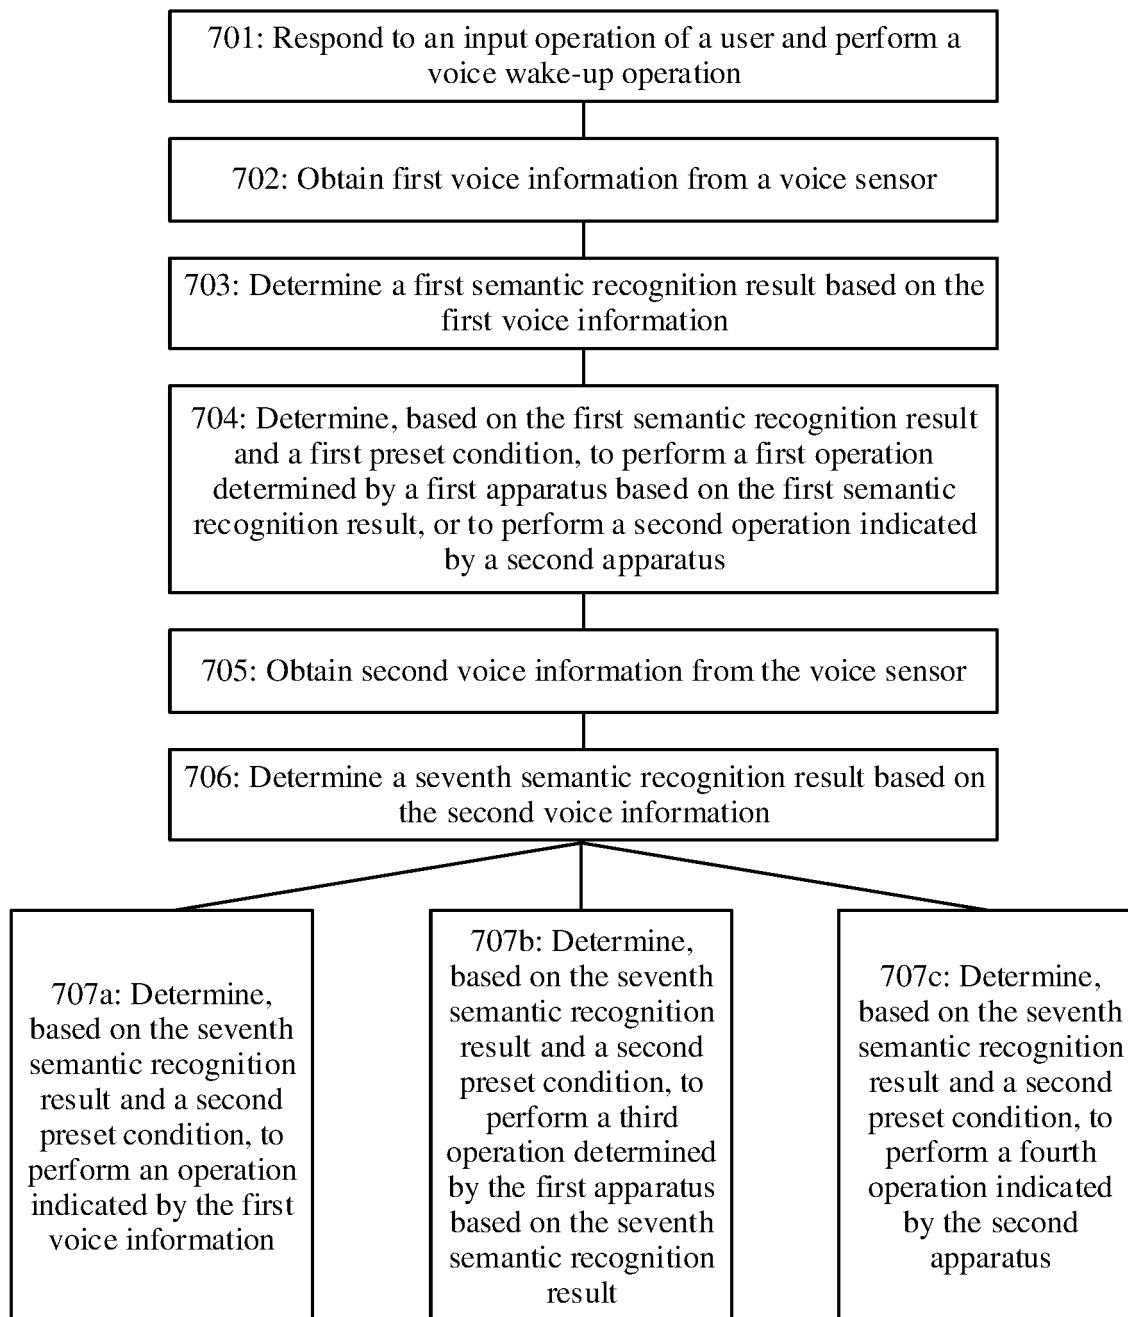 701: Respond to an input operation of a user and perform a
voice wake-up operation
702: Obtain first voice information from a voice sensor
703: Determine a first semantic recognition result based on the
first voice information
704: Determine, based on the first semantic recognition result
and a first preset condition, to perform a first operation
determined by a first apparatus based on the first semantic
recognition result, or to perform a second operation indicated
by a second apparatus
705: Obtain second voice information from the voice sensor
706: Determine a seventh semantic recognition result based on
the second voice information
707a: Determine,
based on the seventh
semantic recognition
result and a second
preset condition, to
perform an operation
indicated by the first
voice information
707b: Determine,
based on the seventh
semantic recognition
result and a second
preset condition, to
perform a third
operation determined
by the first apparatus
based on the seventh
semantic recognition
result
707c: Determine,
based on the seventh
semantic recognition
result and a second
preset condition, to
perform a fourth
operation indicated
by the second
apparatus